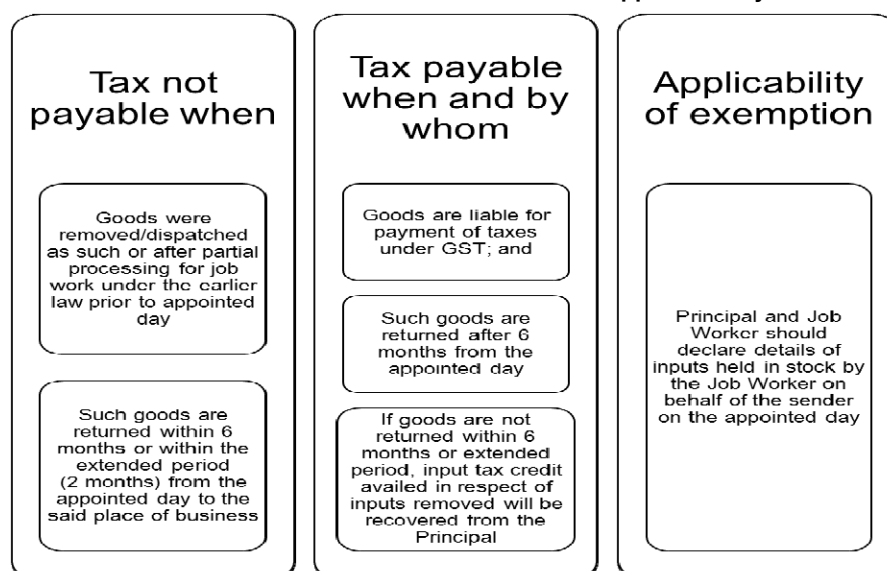 Tax not
payable when
Goods were
removed/dispatched
as such or after partial
processing for job
work under the earlier
law prior to appointed
day
Such goods are
returned within 6
months or within the
extended period
(2 months) from the
appointed day to the
said place of business
Tax payable
when and by
whom
Goods are liable for
payment of taxes
under GST; and
Such goods are
returned after 6
months from the
appointed day
If goods are not
returned within 6
months or extended
period, input tax credit
availed in respect of
inputs removed will be
recovered from the
Principal
Applicability
of exemption
Principal and Job
Worker should
declare details of
inputs held in stock by
the Job Worker on
behalf of the sender
on the appointed day